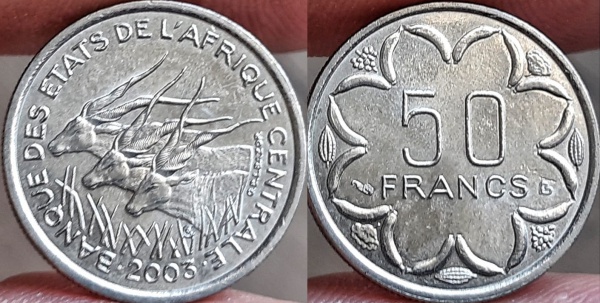 BANQUE DES ETATS DE L'AFRIQUE CENTRALE
· 2003 ·
50
FRANCS